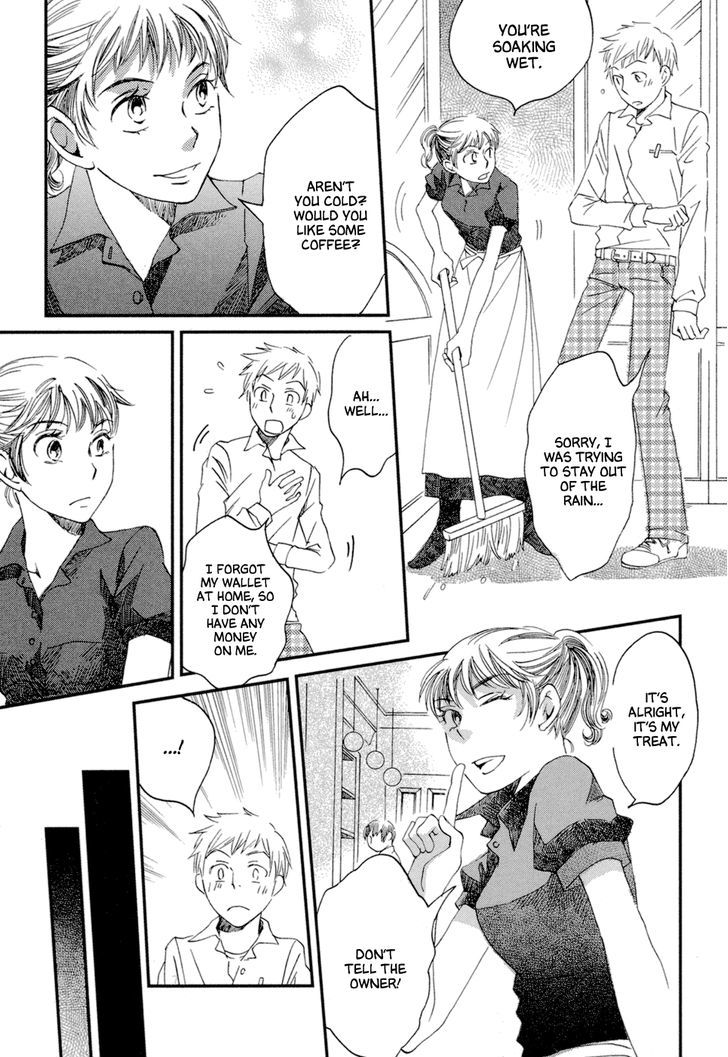 YOU'RE
SOAKING
WET.
SORRY, I
WAS TRYING
TO STAY OUT
OF THE
RAIN...
AREN'T
YOU COLD?
WOULD YOU
LIKE SOME
COFFEE?
AH...
WELL...
I FORGOT
MY WALLET
AT HOME, SO
I DON'T
HAVE ANY
MONEY
ON ME.
IT'S
ALRIGHT,
IT'S MY
TREAT.
DON'T
TELL THE
OWNER!
...!